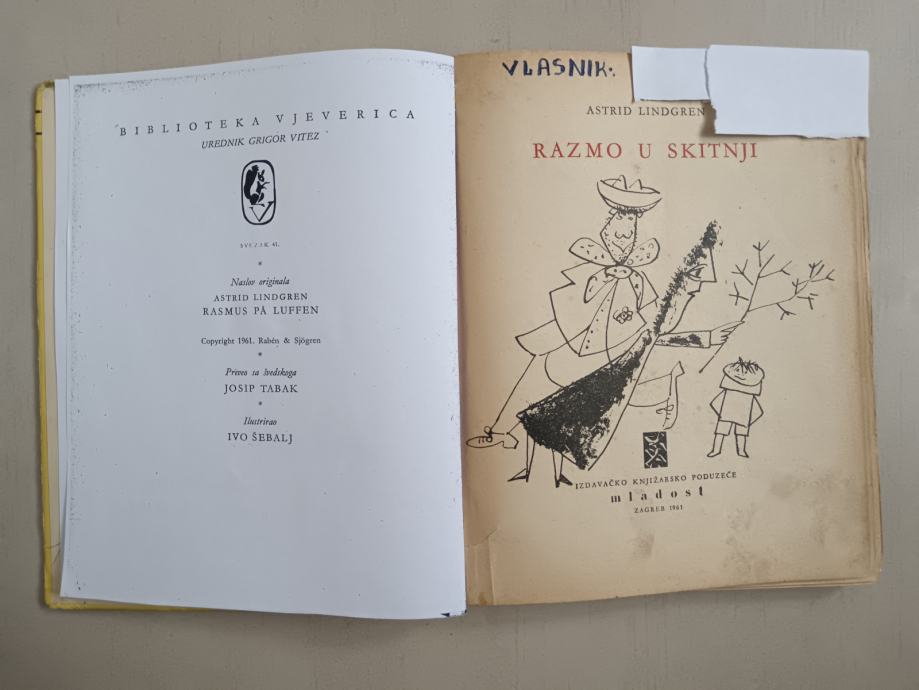 BIBLIOTEKA VJEVERICA
UREDNIK GRIGOR VITEZ
V
SVEZAK 41.
*
Naslov originala
ASTRID LINDGREN
RASMUS PÅ LUFFEN
Copyright 1961. Rabén & Sjögren
*
Preveo sa švedskoga
JOSIP TABAK
*
Ilustrirao
IVO ŠEBALJ
VLASNIK:
ASTRID LINDGREN
RAZMO U SKITNJI
IZDAVAČKO KNJIŽARSKO PODUZEĆE
mladost
ZAGREB 1961